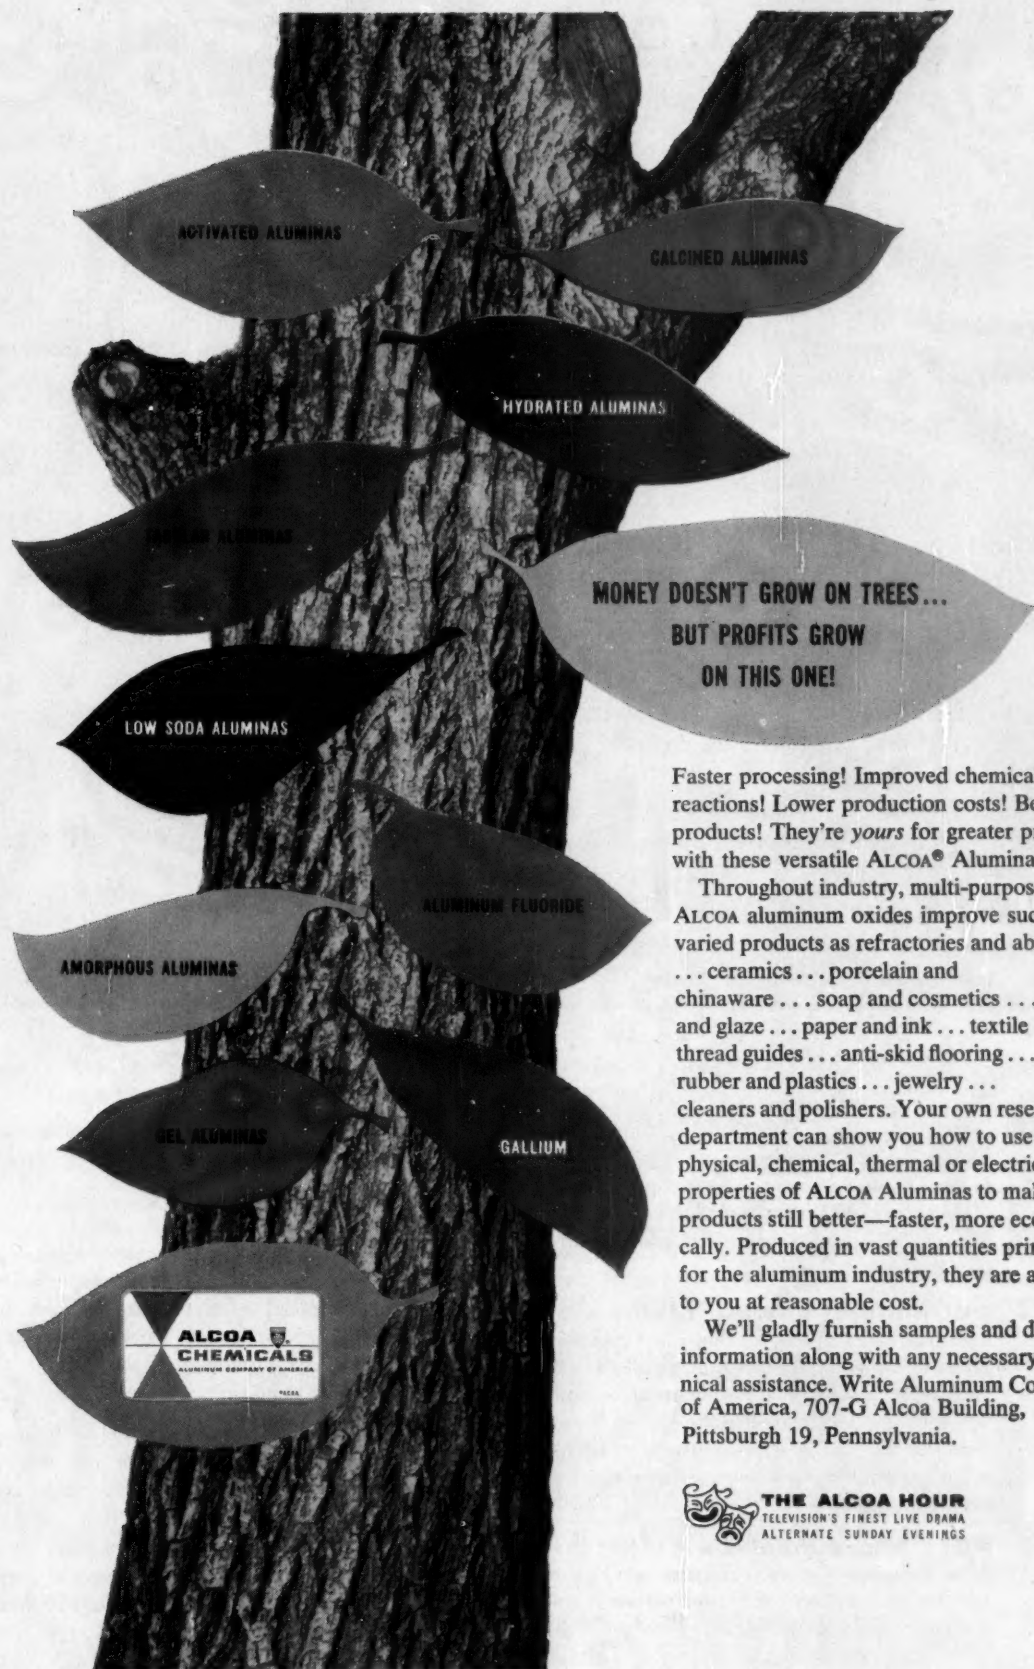 ACTIVATED ALUMINAS
CALCINED ALUMINAS
HYDRATED ALUMINAS
TABULAR ALUMINAS
MONEY DOESN'T GROW ON TREES...
BUT PROFITS GROW
ON THIS ONE!
LOW SODA ALUMINAS
ALUMINUM FLUORIDE
AMORPHOUS ALUMINAS
GEL ALUMINAS
GALLIUM
ALCOA
CHEMICALS
ALUMINUM COMPANY OF AMERICA
Faster processing! Improved chemica
reactions! Lower production costs! Be
products! They're yours for greater p
with these versatile ALCOA® Alumina
Throughout industry, multi-purpos
ALCOA aluminum oxides improve suc
varied products as refractories and ab
... ceramics ... porcelain and
chinaware ... soap and cosmetics ...
and glaze ... paper and ink ... textile
thread guides ... anti-skid flooring ...
rubber and plastics ... jewelry ...
cleaners and polishers. Your own rese
department can show you how to use
physical, chemical, thermal or electri
properties of ALCOA Aluminas to mal
products still better—faster, more eco
cally. Produced in vast quantities pri
for the aluminum industry, they are a
to you at reasonable cost.
We'll gladly furnish samples and d
information along with any necessary
nical assistance. Write Aluminum Co
of America, 707-G Alcoa Building,
Pittsburgh 19, Pennsylvania.
THE ALCOA HOUR
TELEVISION'S FINEST LIVE DRAMA
ALTERNATE SUNDAY EVENINGS